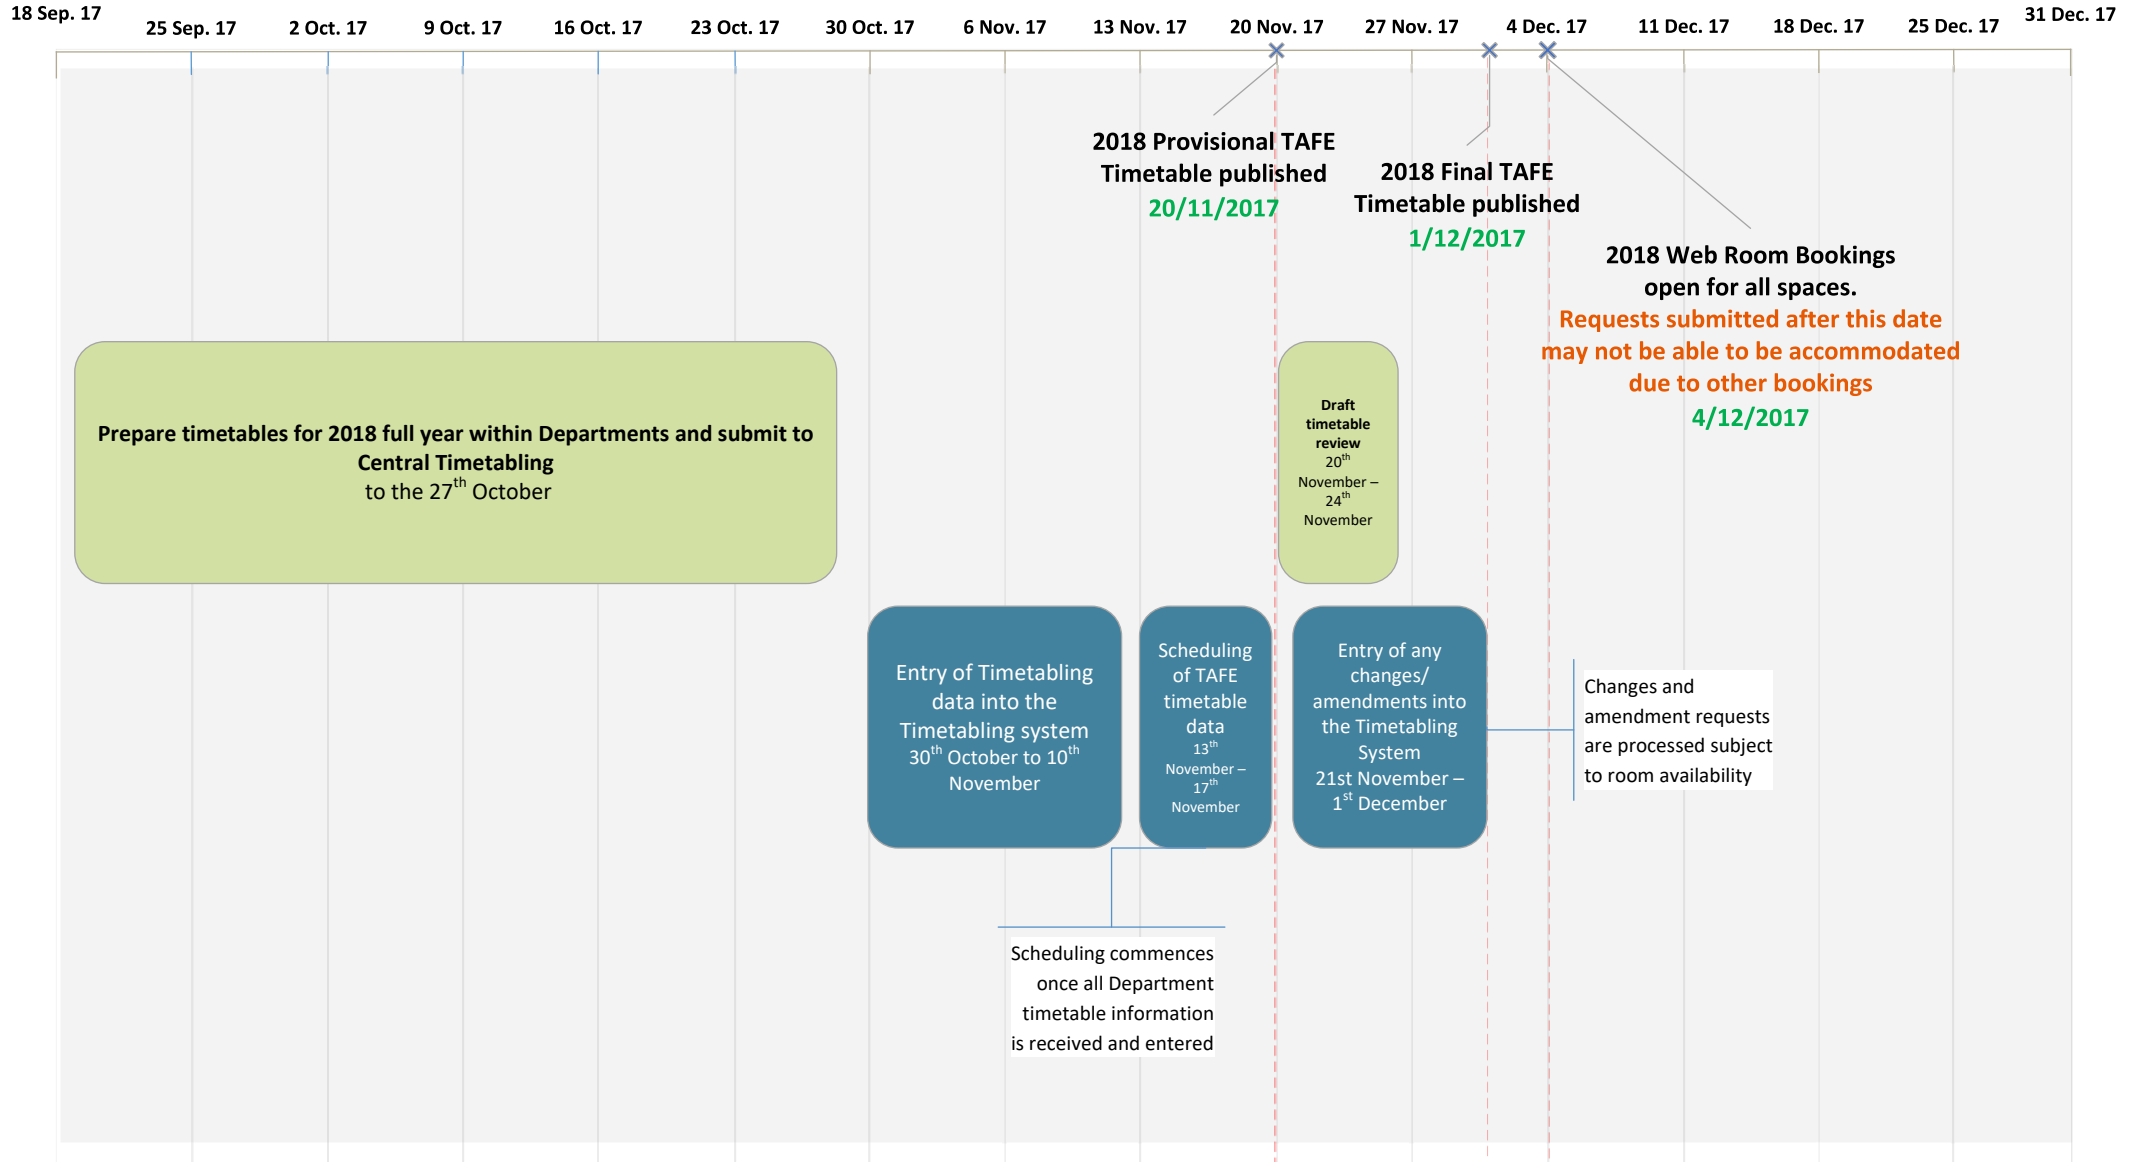 18 Sep. 17
25 Sep. 17
2 Oct. 17
9 Oct. 17
16 Oct. 17
23 Oct. 17
30 Oct. 17
6 Nov. 17
13 Nov. 17
20 Nov. 17
27 Nov. 17
4 Dec. 17
11 Dec. 17
18 Dec. 17
25 Dec. 17
31 Dec. 17
2018 Provisional TAFE
Timetable published
20/11/2017
2018 Final TAFE
Timetable published
1/12/2017
2018 Web Room Bookings
open for all spaces.
Requests submitted after this date
may not be able to be accommodated
due to other bookings
4/12/2017
Prepare timetables for 2018 full year within Departments and submit to
Central Timetabling
to the 27th October
Draft
timetable
review
20th
November –
24th
November
Entry of Timetabling
data into the
Timetabling system
30th October to 10th
November
Scheduling
of TAFE
timetable
data
13th
November –
17th
November
Entry of any
changes/
amendments into
the Timetabling
System
21st November –
1st December
Changes and
amendment requests
are processed subject
to room availability
Scheduling commences
once all Department
timetable information
is received and entered